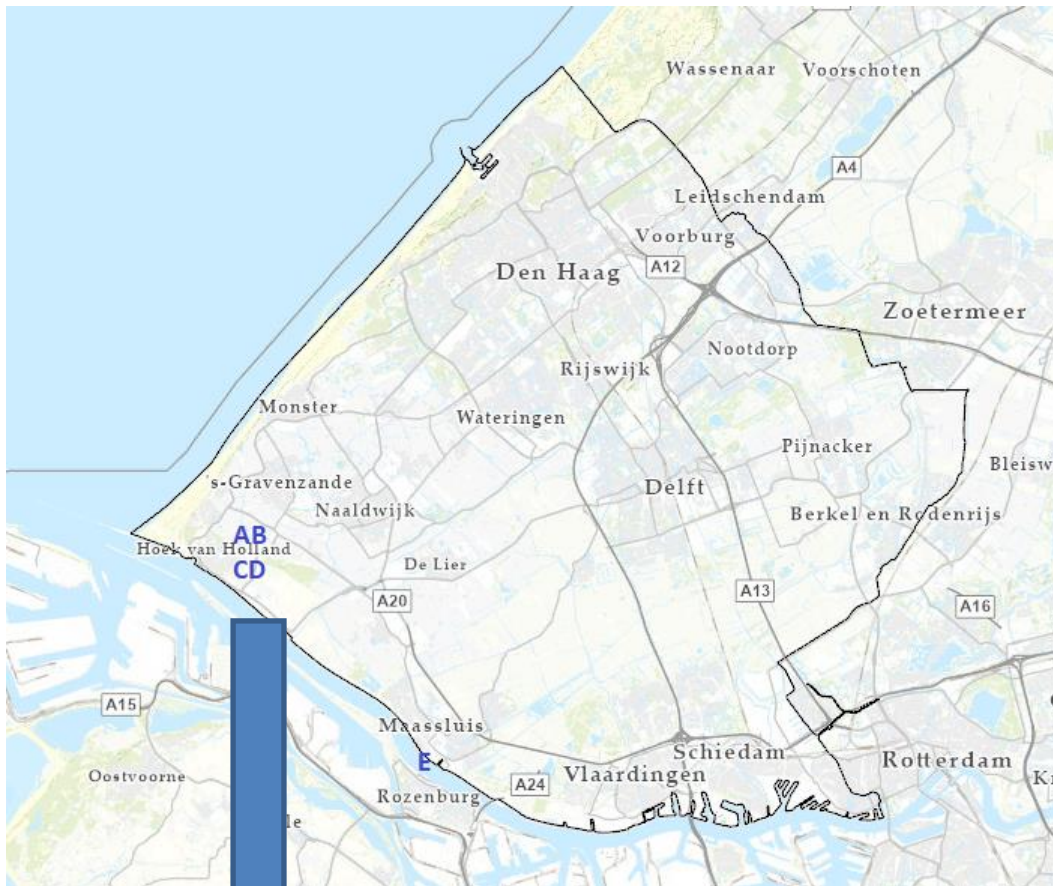 Wassenaar
Voorschoten
A4
Leidschendam
Voorburg
Den Haag
A12
Zoetermeer
Nootdorp
Rijswijk
Monster
Wateringen
Pijnacker
's-Gravenzande
Delft
Naaldwijk
Berkel en Rodenrijs
AB
Hoek van Holland
De Lier
CD
A20
A13
A16
A15
Maassluis
Schiedam
E
Rotterdam
Oostvoorne
Vlaardingen
A24
Rozenburg